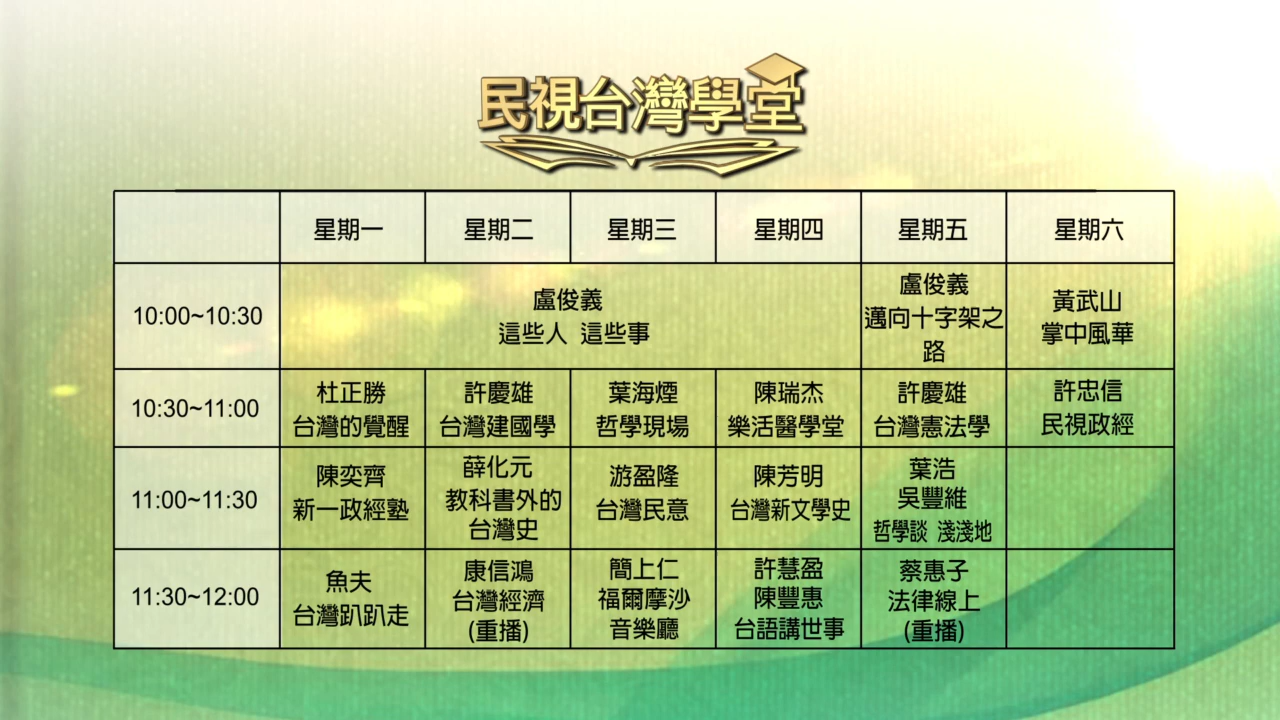 民視台灣學堂
星期一 星期二 星期三 星期四 星期五 星期六
10:00~10:30
盧俊義
這些人 這些事
盧俊義
邁向十字架之
路
黃武山
掌中風華
10:30~11:00
杜正勝
台灣的覺醒
許慶雄
台灣建國學
葉海煙
哲學現場
陳瑞杰
樂活醫學堂
許慶雄
台灣憲法學
許忠信
民視政經
11:00~11:30
陳奕齊
新一政經塾
薛化元
教科書外的
台灣史
游盈隆
台灣民意
陳芳明
台灣新文學史
葉浩
吳豐維
哲學談 淺淺地
11:30~12:00
魚夫
台灣趴趴走
康信鴻
台灣經濟
(重播)
簡上仁
福爾摩沙
音樂廳
許慧盈
陳豐惠
台語講世事
蔡惠子
法律線上
(重播)